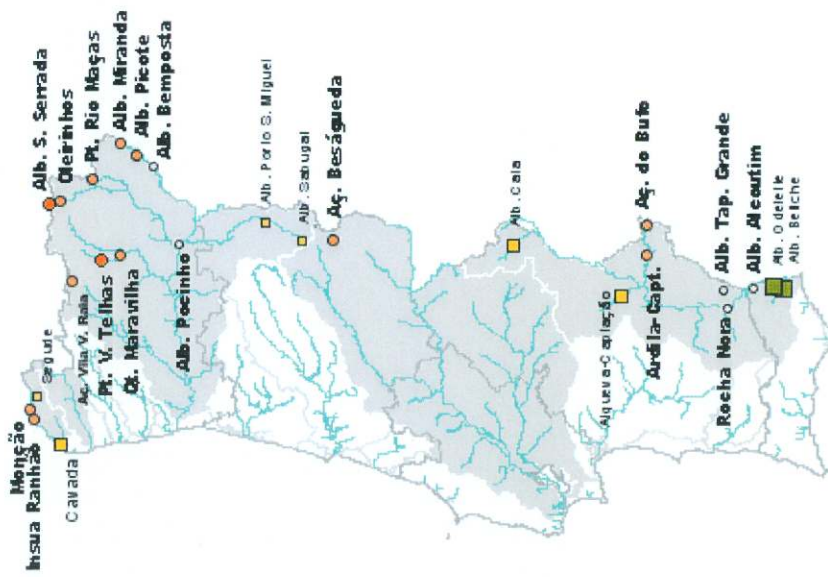 Monção
Insua Ranhão
Segude
Cavada
Aç. Vila V. Raia
Pt. V. Telhas
Qt. Maravilha
Alb. S. Serrada
Oleirinhos
Pt. Rio Maças
Alb. Miranda
Alb. Picote
Alb. Bemposta
Alb. Pocinho
Alb. Porto S. Miguel
Alb. Sabugal
Aç. Beságueda
Alb. Caia
Alqueva-Captação
Ardila-Capt.
Aç. do Bufo
Rocha Nora
Alb. Tap. Grande
Alb. Alcoutim
Alb. Odeleite
Alb. Beliche